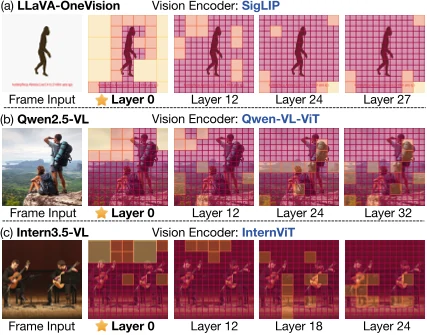 (a) LLaVA-OneVision Vision Encoder: SigLIP
Frame Input Layer 0 Layer 12 Layer 24 Layer 27
(b) Qwen2.5-VL Vision Encoder: Qwen-VL-ViT
Frame Input Layer 0 Layer 12 Layer 24 Layer 32
(c) Intern3.5-VL Vision Encoder: InternViT
Frame Input Layer 0 Layer 12 Layer 18 Layer 24